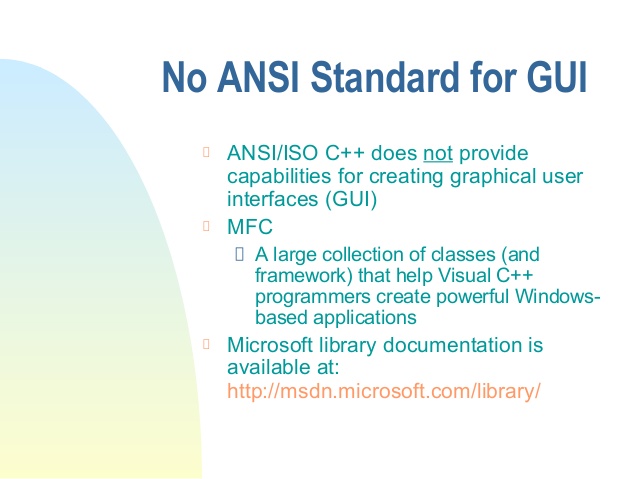 No ANSI Standard for GUI
ANSI/ISO C++ does not provide
capabilities for creating graphical user
interfaces (GUI)
MFC
A large collection of classes (and
framework) that help Visual C++
programmers create powerful Windows-
based applications
Microsoft library documentation is
available at:
http://msdn.microsoft.com/library/